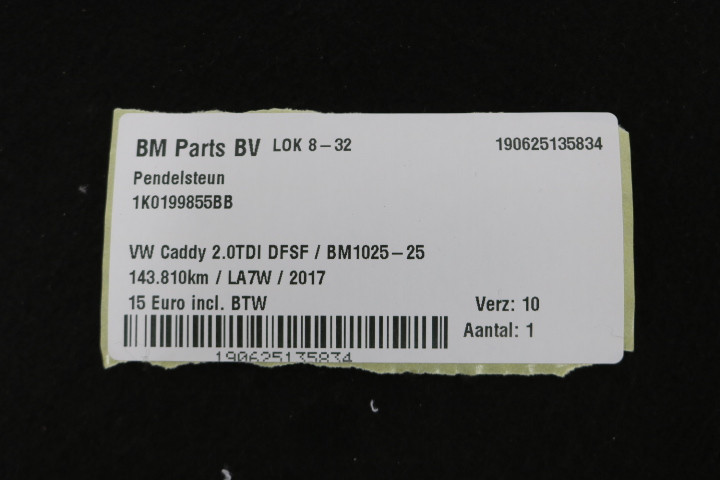 BM Parts BV LOK 8-32 190625135834
Pendelsteun
1K0199855BB
VW Caddy 2.0TDI DFSF / BM1025-25
143.810km / LA7W / 2017
15 Euro incl. BTW Verz: 10
Aantal: 1
190625135834